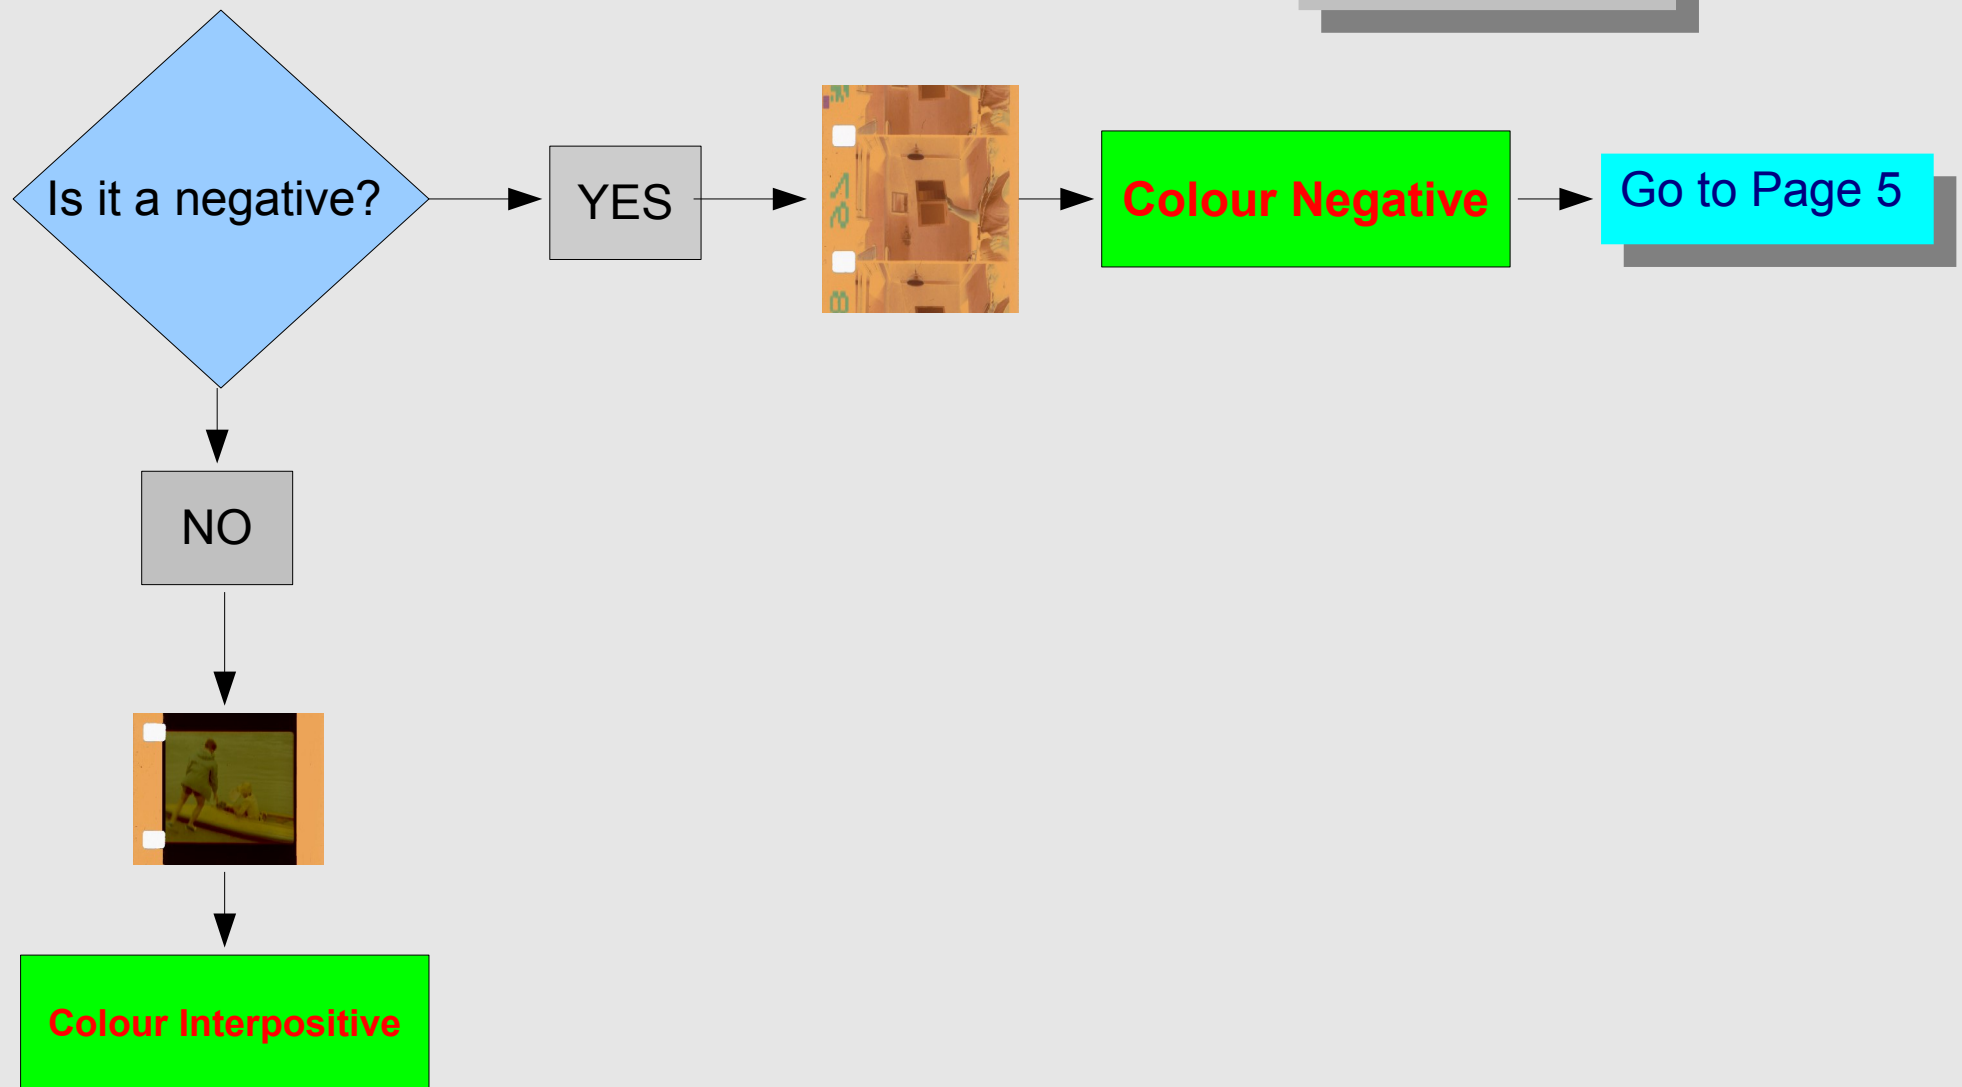 Is it a negative?
YES
Colour Negative
Go to Page 5
NO
Colour Interpositive